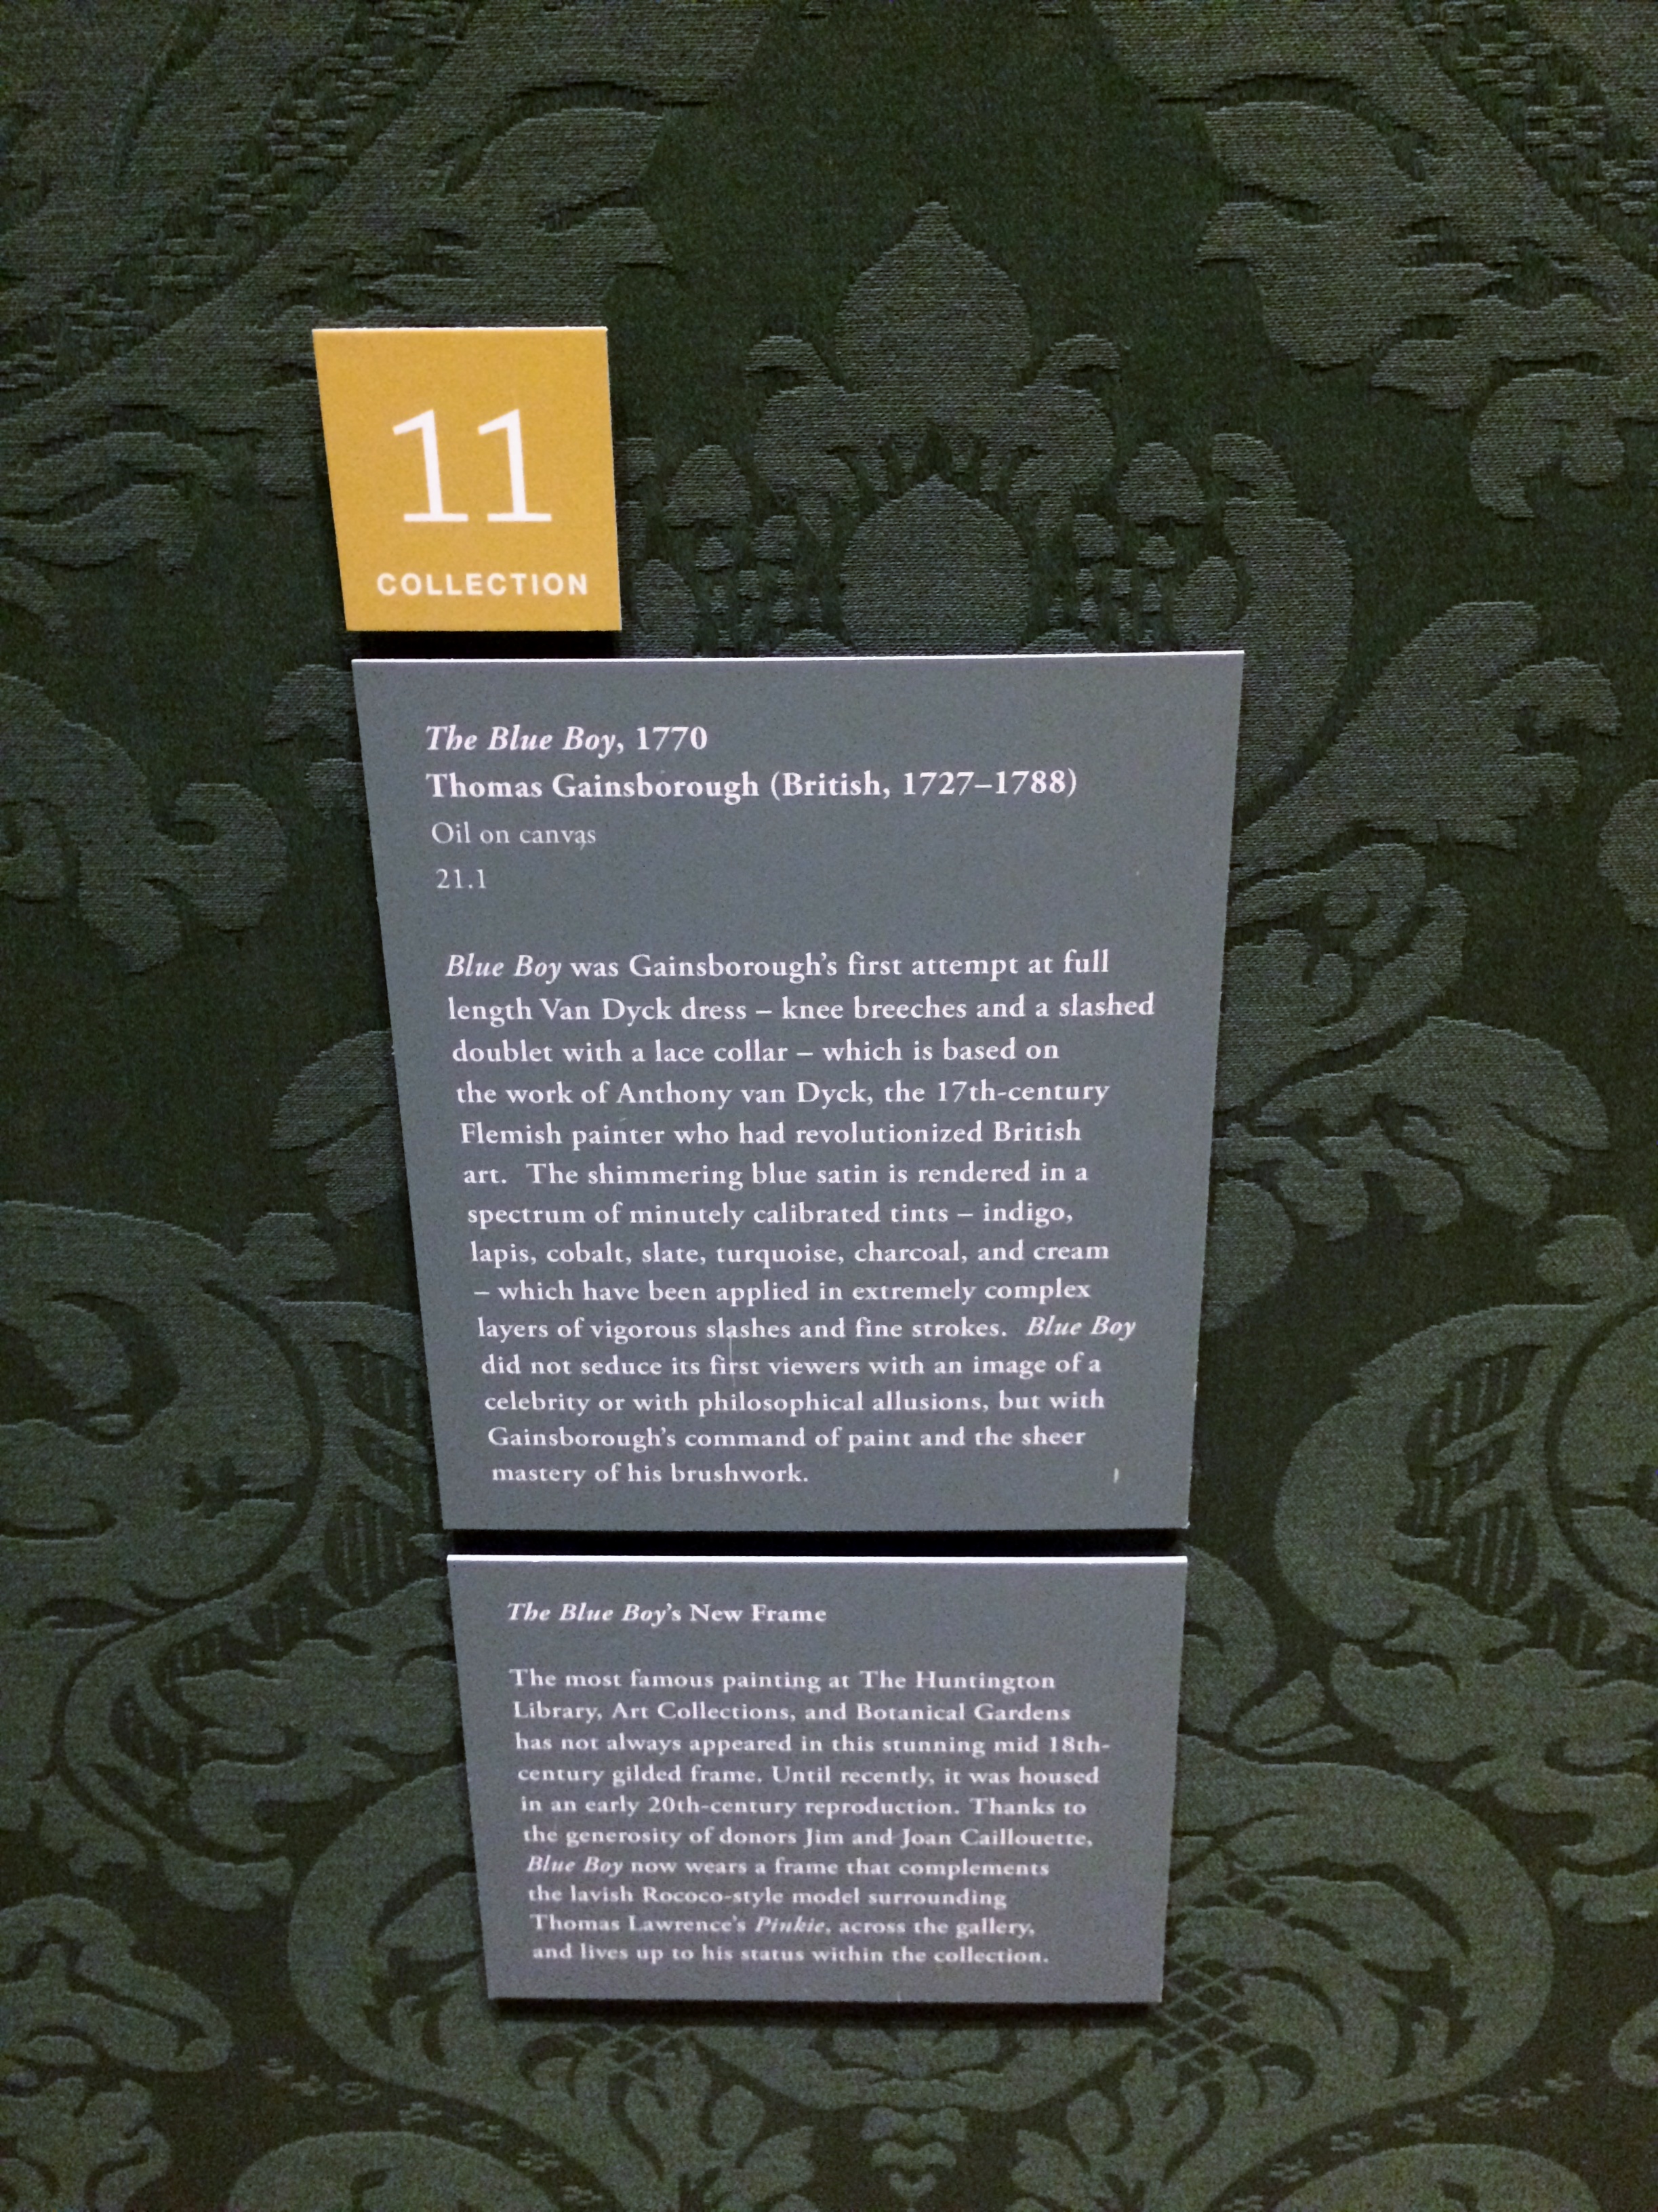 11
COLLECTION
The Blue Boy, 1770
Thomas Gainsborough (British, 1727–1788)
Oil on canvas
21.1
Blue Boy was Gainsborough's first attempt at full
length Van Dyck dress – knee breeches and a slashed
doublet with a lace collar – which is based on
the work of Anthony van Dyck, the 17th-century
Flemish painter who had revolutionized British
art.  The shimmering blue satin is rendered in a
spectrum of minutely calibrated tints – indigo,
lapis, cobalt, slate, turquoise, charcoal, and cream
– which have been applied in extremely complex
layers of vigorous slashes and fine strokes.  Blue Boy
did not seduce its first viewers with an image of a
celebrity or with philosophical allusions, but with
Gainsborough's command of paint and the sheer
mastery of his brushwork.
The Blue Boy's New Frame
The most famous painting at The Huntington
Library, Art Collections, and Botanical Gardens
has not always appeared in this stunning mid 18th-
century gilded frame. Until recently, it was housed
in an early 20th-century reproduction. Thanks to
the generosity of donors Jim and Joan Caillouette,
Blue Boy now wears a frame that complements
the lavish Rococo-style model surrounding
Thomas Lawrence's Pinkie, across the gallery,
and lives up to his status within the collection.